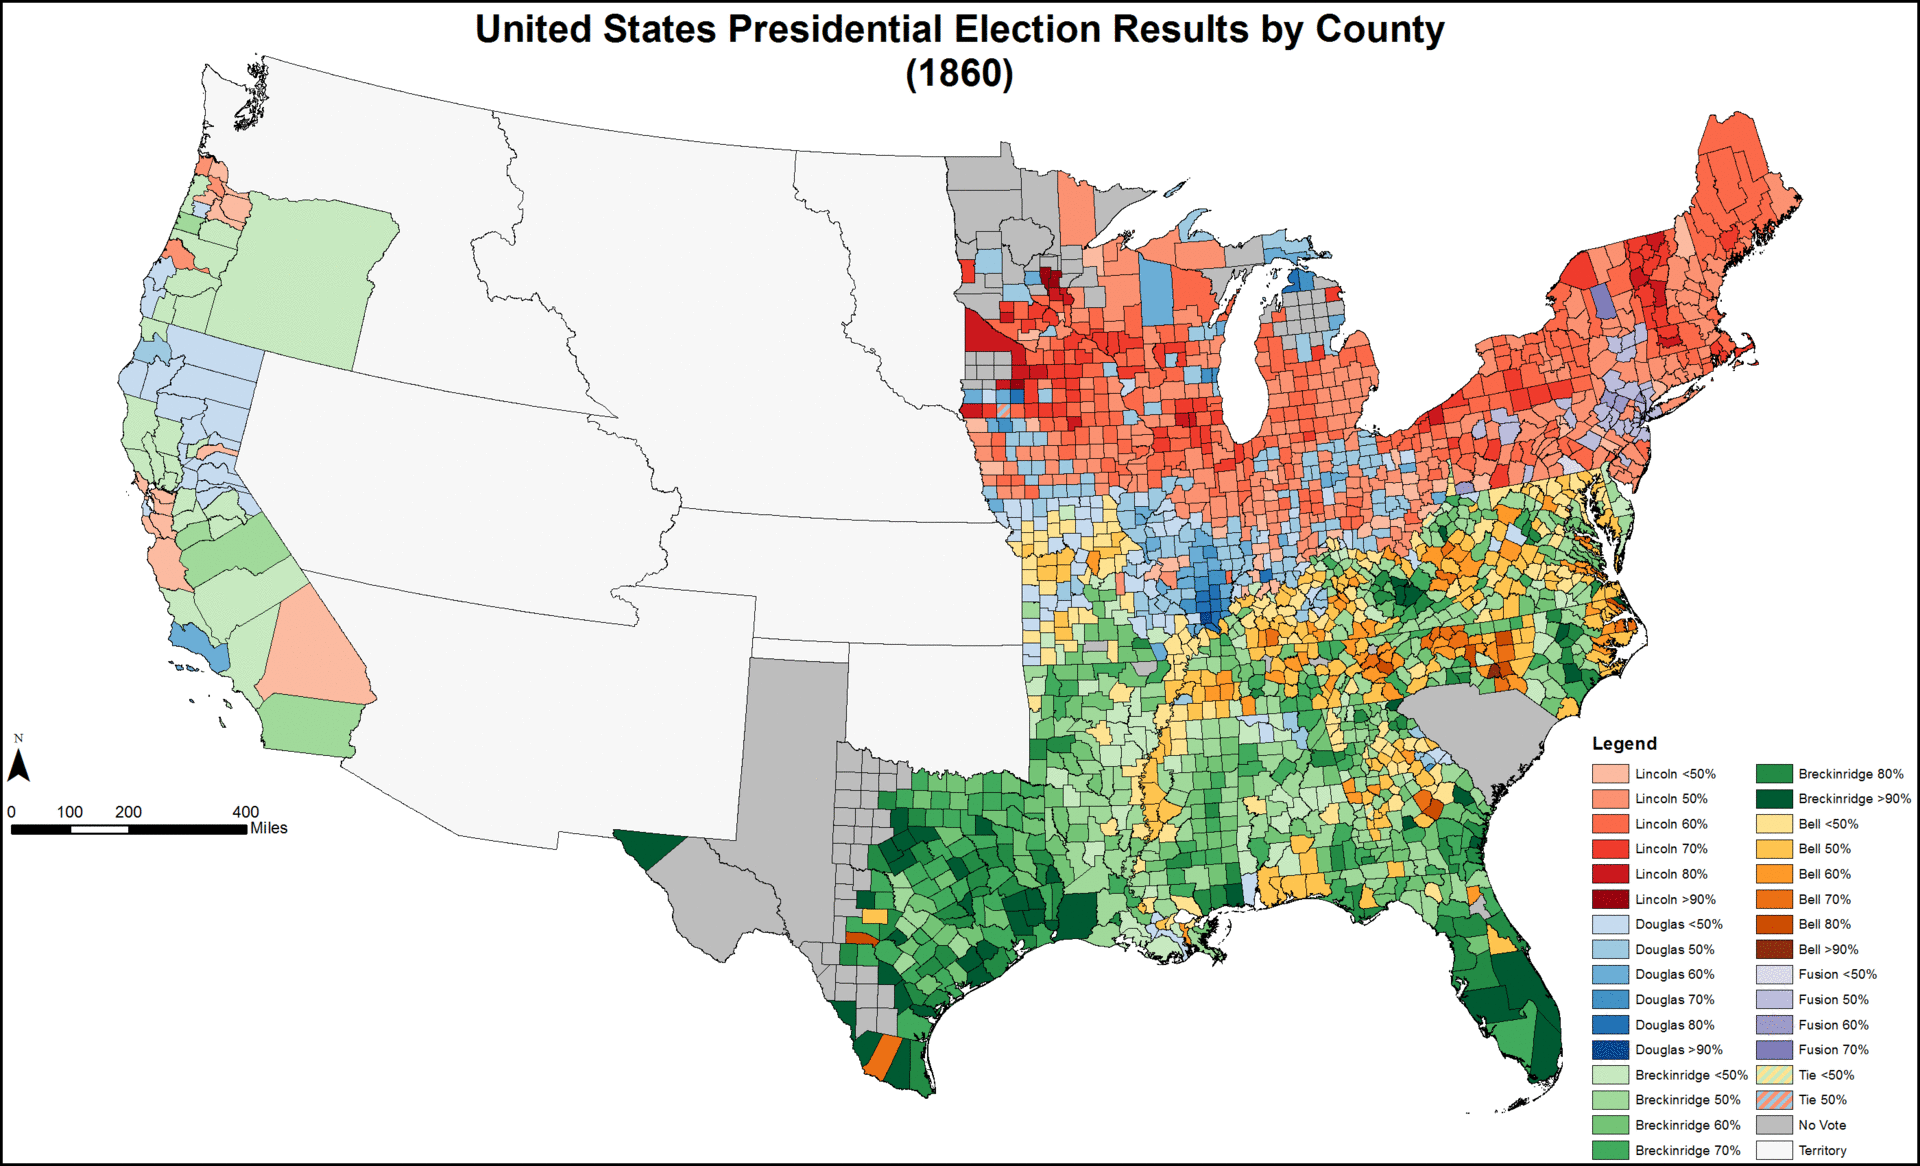 United States Presidential Election Results by County
(1860)
N
0 100 200 400
Miles
Legend
Lincoln <50%
Lincoln 50%
Lincoln 60%
Lincoln 70%
Lincoln 80%
Lincoln >90%
Douglas <50%
Douglas 50%
Douglas 60%
Douglas 70%
Douglas 80%
Douglas >90%
Breckinridge <50%
Breckinridge 50%
Breckinridge 60%
Breckinridge 70%
Breckinridge 80%
Breckinridge >90%
Bell <50%
Bell 50%
Bell 60%
Bell 70%
Bell 80%
Bell >90%
Fusion <50%
Fusion 50%
Fusion 60%
Fusion 70%
Tie <50%
Tie 50%
No Vote
Territory